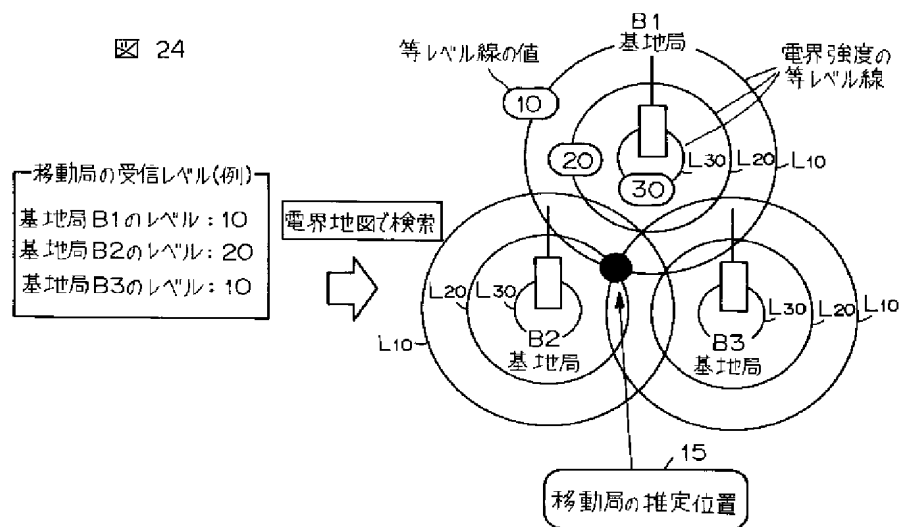 図 24
B1
基地局
等レベル線の値
電界強度の
等レベル線
10
20
30
L30
L20
L10
移動局の受信レベル(例)
基地局B1のレベル：10
基地局B2のレベル：20
基地局B3のレベル：10
電界地図で検索
L10
L20
L30
B2
基地局
B3
基地局
L30
L20
L10
15
移動局の推定位置